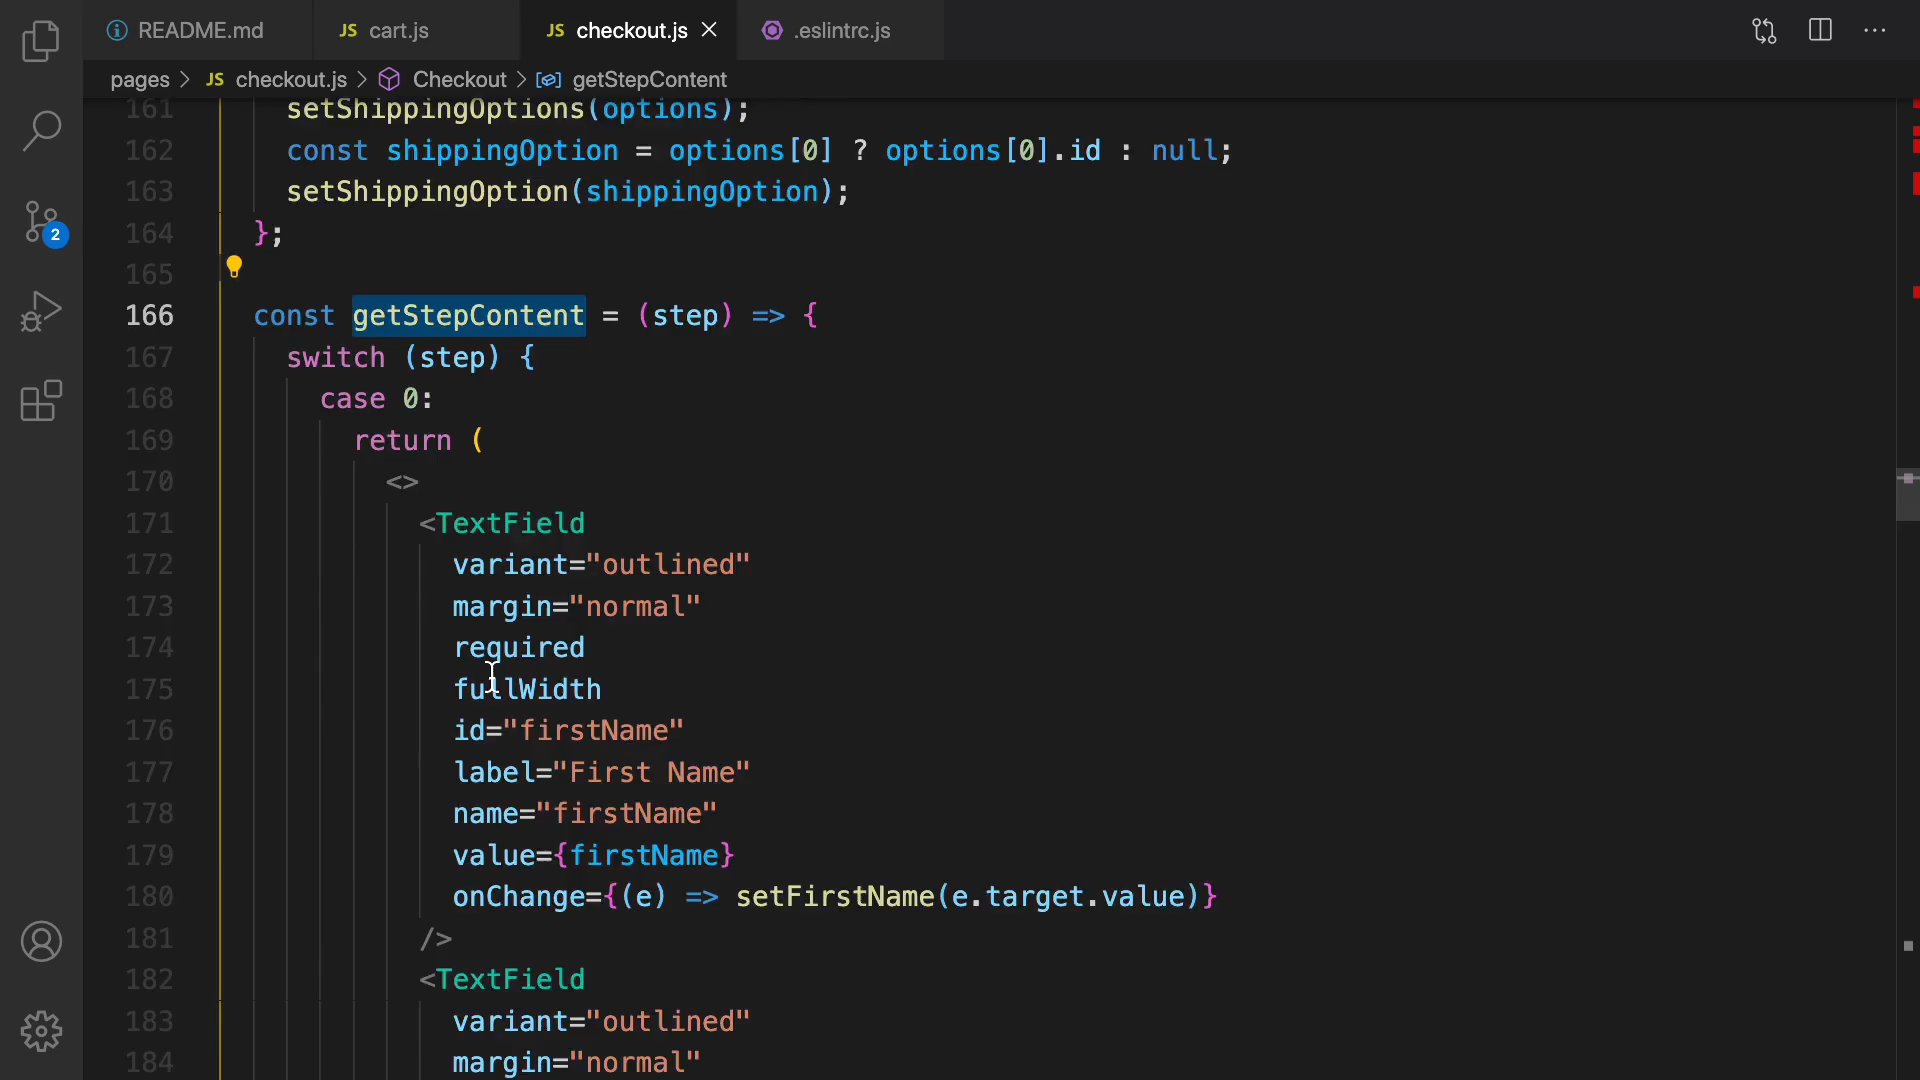 README.md
JS cart.js
JS checkout.js
.eslintrc.js
pages > JS checkout.js > Checkout > getStepContent
2
161 setShippingOptions(options);
162 const shippingOption = options[0] ? options[0].id : null;
163 setShippingOption(shippingOption);
164 };
165
166 const getStepContent = (step) => {
167 switch (step) {
168 case 0:
169 return (
170 <>
171 <TextField
172 variant="outlined"
173 margin="normal"
174 required
175 fullWidth
176 id="firstName"
177 label="First Name"
178 name="firstName"
179 value={firstName}
180 onChange={(e) => setFirstName(e.target.value)}
181 />
182 <TextField
183 variant="outlined"
184 margin="normal"